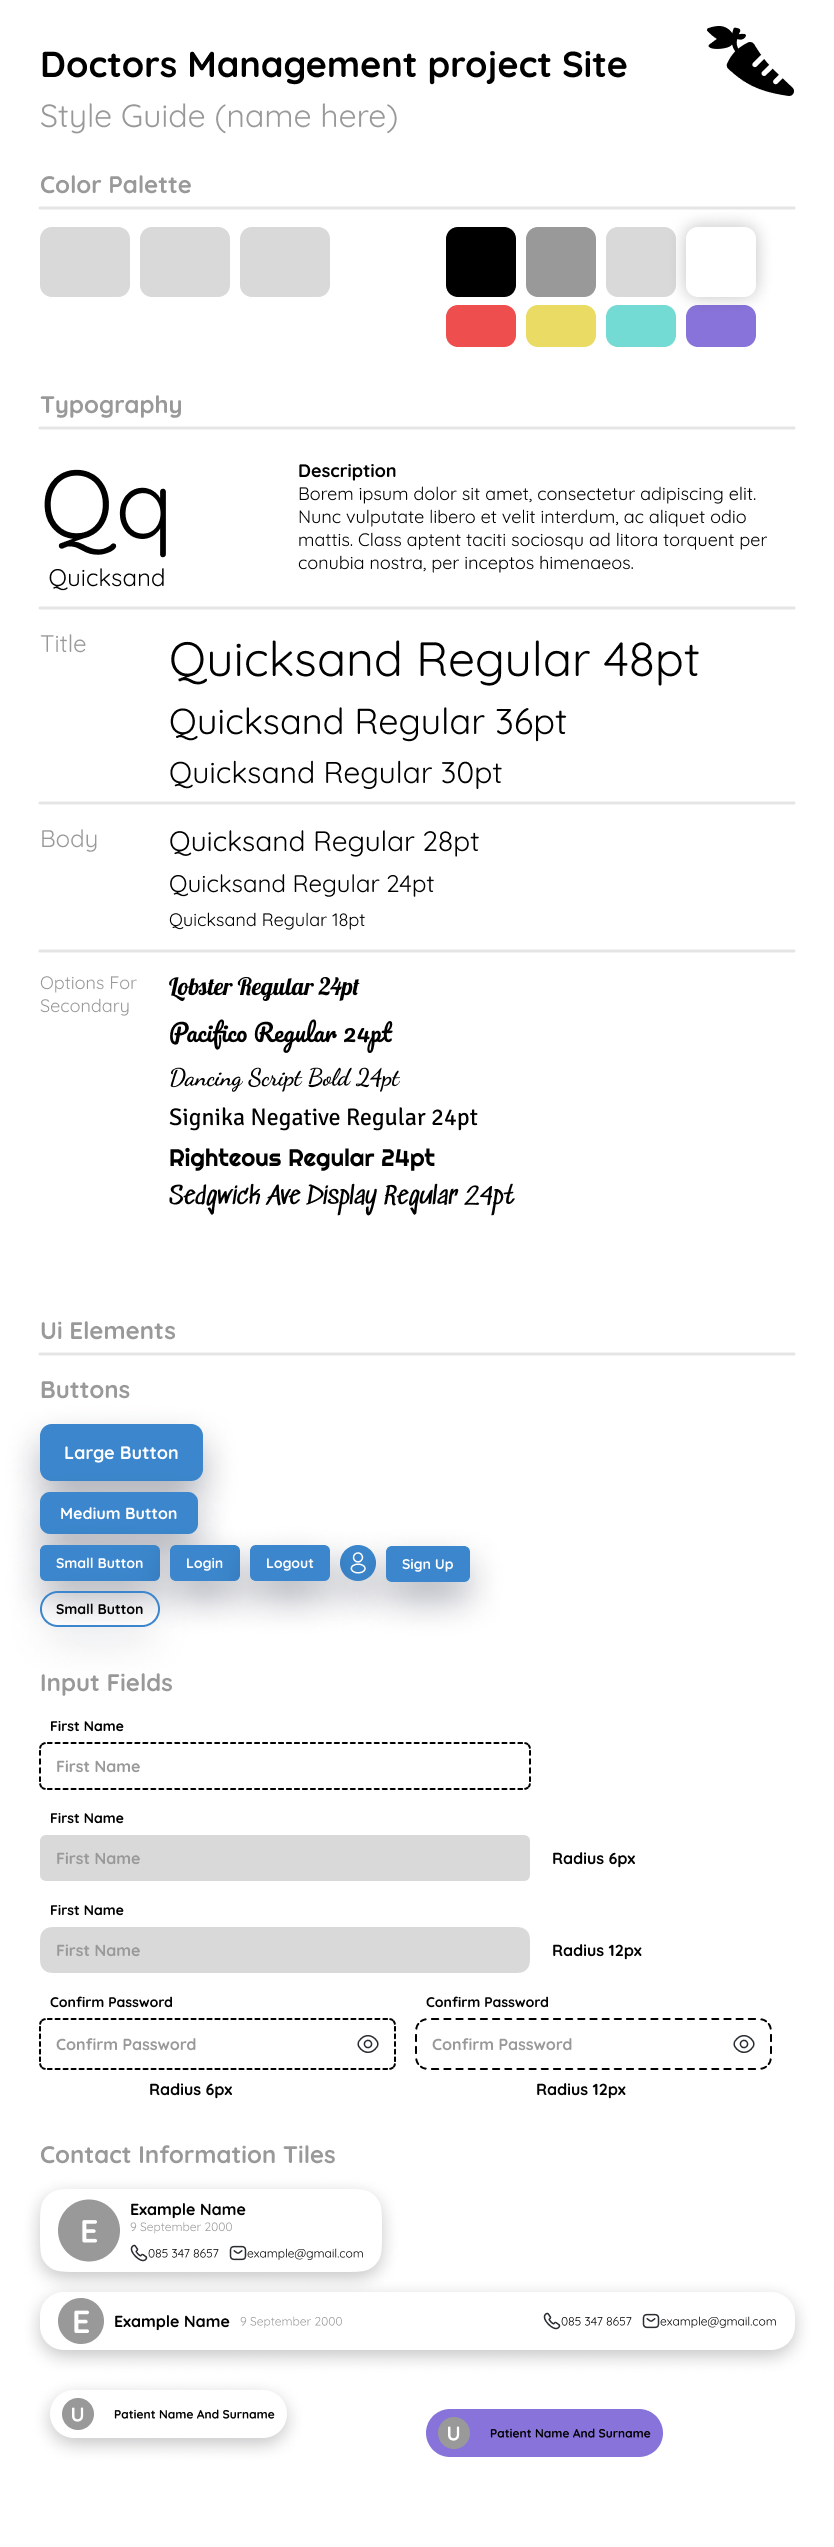 Doctors Management project Site
Style Guide (name here)
Color Palette
Typography
Qq
Quicksand
Description
Borem ipsum dolor sit amet, consectetur adipiscing elit.
Nunc vulputate libero et velit interdum, ac aliquet odio
mattis. Class aptent taciti sociosqu ad litora torquent per
conubia nostra, per inceptos himenaeos.
Title
Quicksand Regular 48pt
Quicksand Regular 36pt
Quicksand Regular 30pt
Body
Quicksand Regular 28pt
Quicksand Regular 24pt
Quicksand Regular 18pt
Options For
Secondary
Lobster Regular 24pt
Pacifico Regular 24pt
Dancing Script Bold 24pt
Signika Negative Regular 24pt
Righteous Regular 24pt
Sedgwick Ave Display Regular 24pt
Ui Elements
Buttons
Large Button
Medium Button
Small Button Login Logout Sign Up
Small Button
Input Fields
First Name
First Name
First Name
First Name Radius 6px
First Name
First Name Radius 12px
Confirm Password Confirm Password
Confirm Password Confirm Password
Radius 6px Radius 12px
Contact Information Tiles
E
Example Name
9 September 2000
085 347 8657 example@gmail.com
E Example Name 9 September 2000 085 347 8657 example@gmail.com
U Patient Name And Surname
U Patient Name And Surname